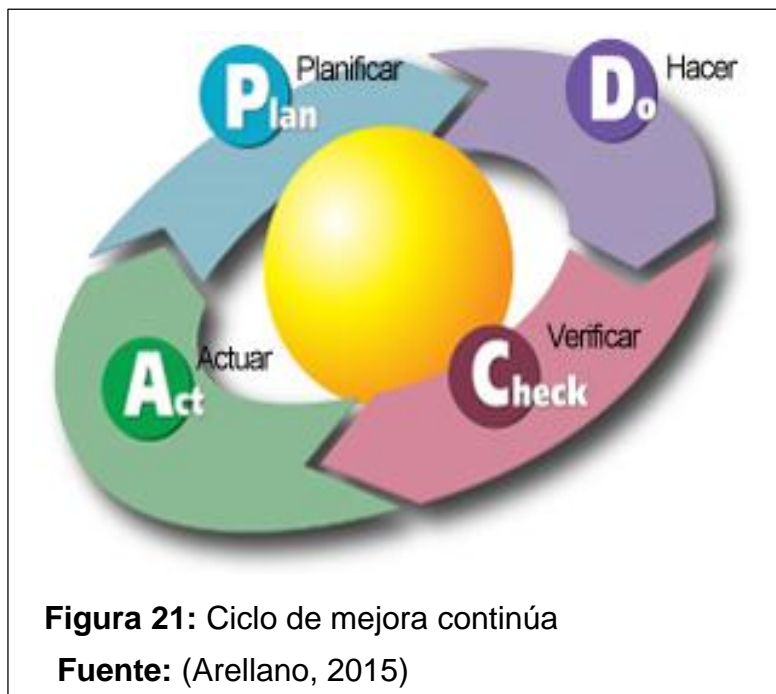 Plan Planificar
Do Hacer
Check Verificar
Act Actuar
Figura 21: Ciclo de mejora continúa
Fuente: (Arellano, 2015)